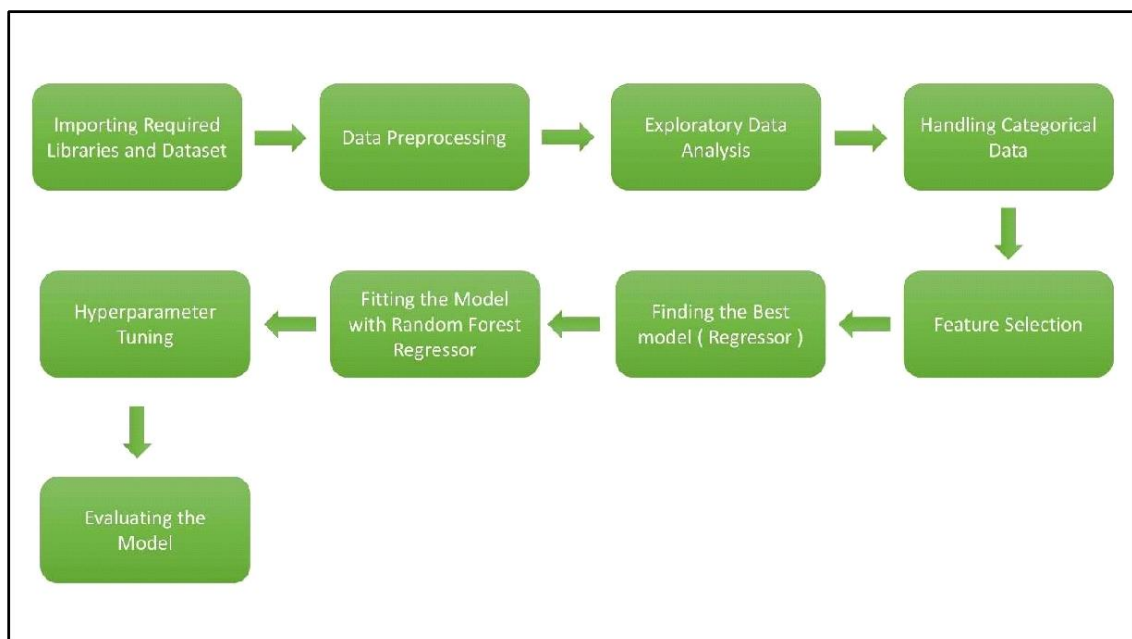 Importing Required
Libraries and Dataset
Data Preprocessing
Exploratory Data
Analysis
Handling Categorical
Data
Feature Selection
Finding the Best
model ( Regressor )
Fitting the Model
with Random Forest
Regressor
Hyperparameter
Tuning
Evaluating the
Model